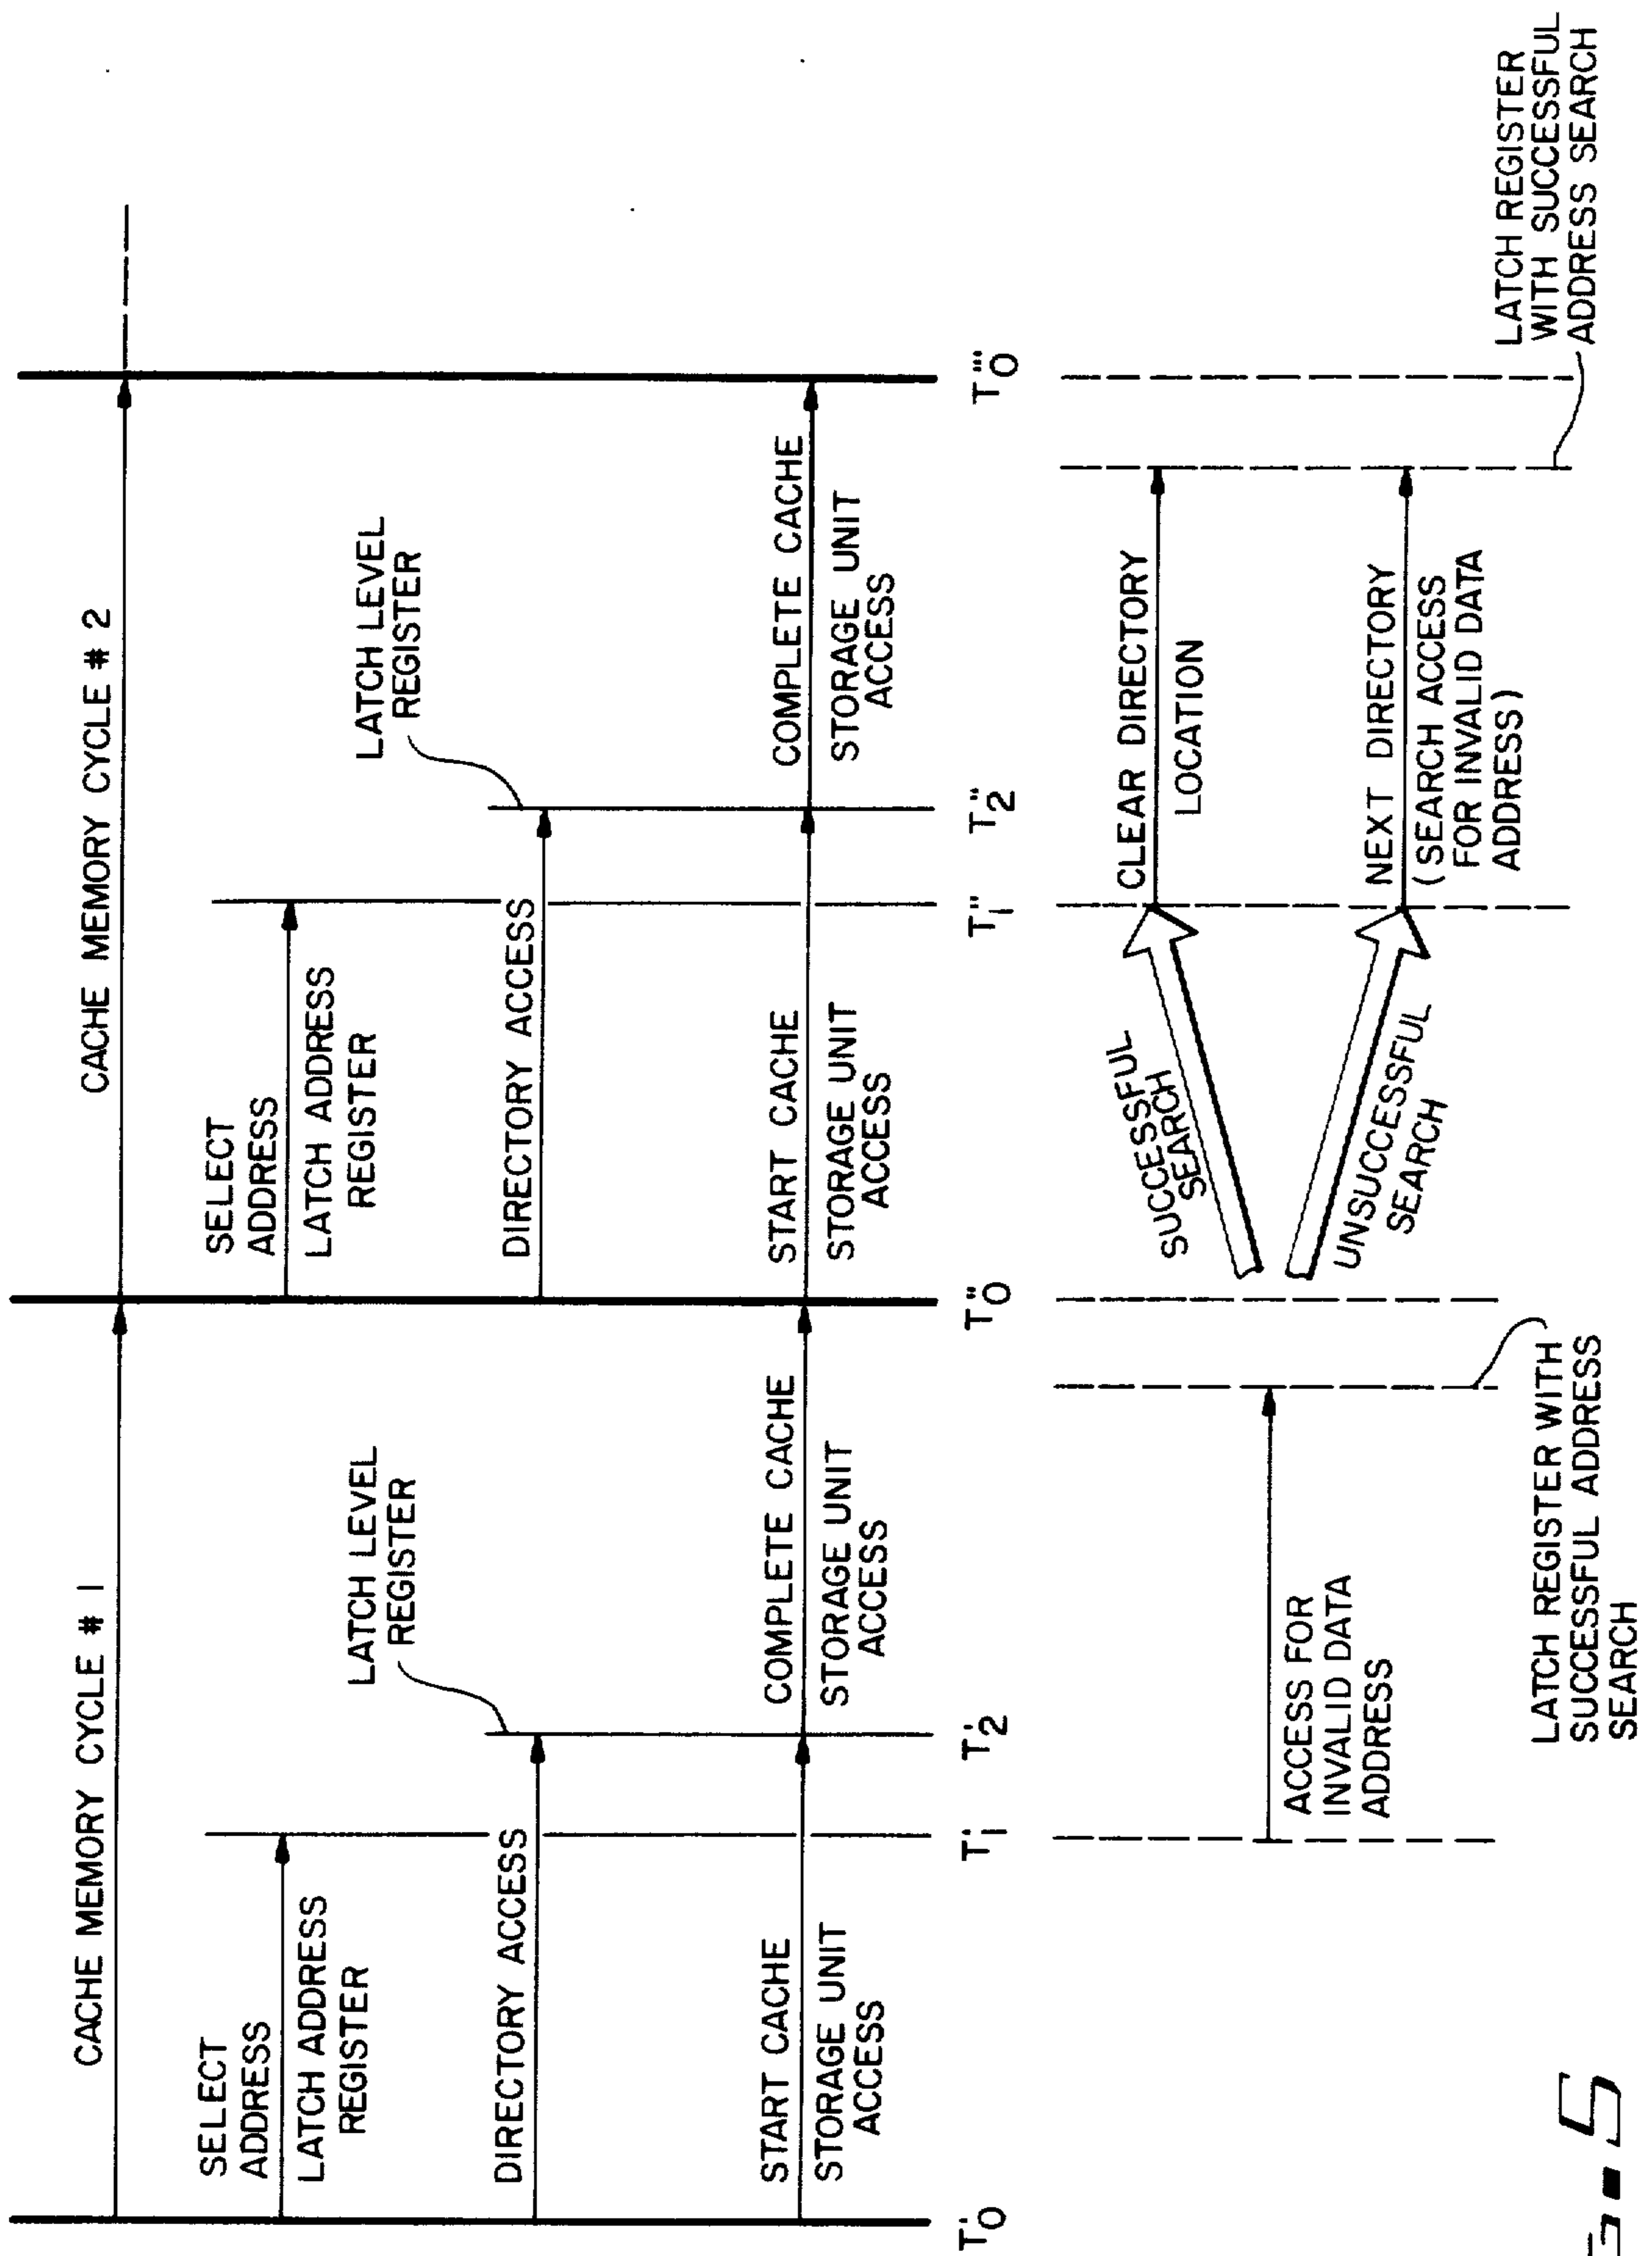 CACHE MEMORY CYCLE # 1
CACHE MEMORY CYCLE # 2
SELECT
ADDRESS
LATCH ADDRESS
REGISTER
LATCH LEVEL
REGISTER
SELECT
ADDRESS
LATCH ADDRESS
REGISTER
LATCH LEVEL
REGISTER
DIRECTORY ACCESS
DIRECTORY ACCESS
START CACHE
STORAGE UNIT
ACCESS
COMPLETE CACHE
STORAGE UNIT
ACCESS
START CACHE
STORAGE UNIT
ACCESS
COMPLETE CACHE
STORAGE UNIT
ACCESS
T'0
T'1
T'2
T"0
T"1
T"2
T'''0
ACCESS FOR
INVALID DATA
ADDRESS
SUCCESSFUL
SEARCH
UNSUCCESSFUL
SEARCH
CLEAR DIRECTORY
LOCATION
NEXT DIRECTORY
(SEARCH ACCESS
FOR INVALID DATA
ADDRESS)
LATCH REGISTER WITH
SUCCESSFUL ADDRESS
SEARCH
LATCH REGISTER
WITH SUCCESSFUL
ADDRESS SEARCH
5